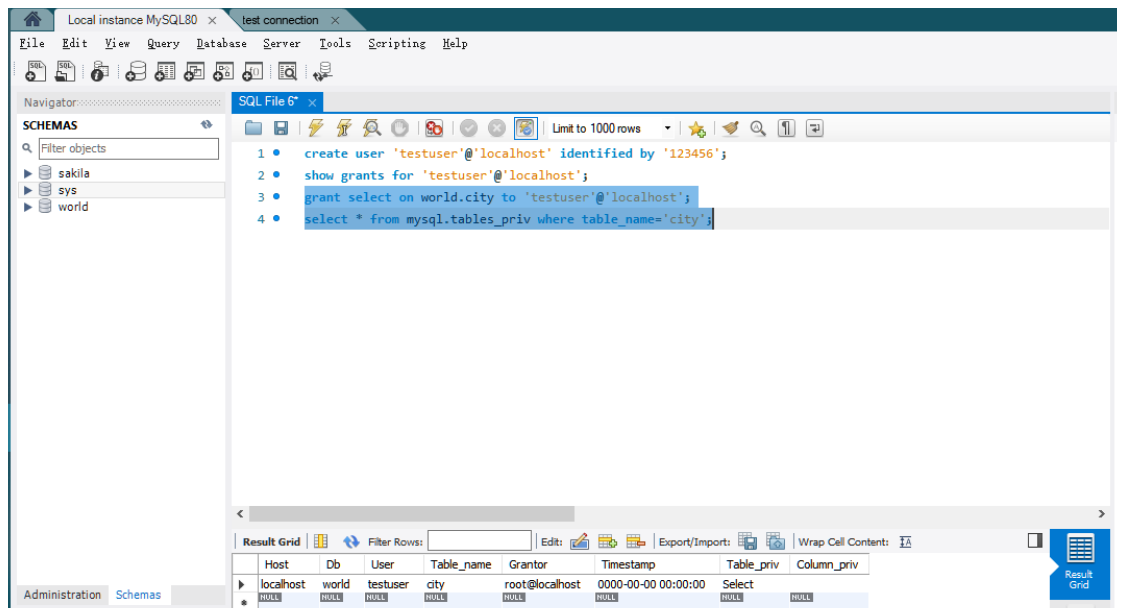 Local instance MySQL80 × test connection ×
File Edit View Query Database Server Tools Scripting Help
Navigator
SQL File 6* ×
SCHEMAS
Limit to 1000 rows
Filter objects
sakila
sys
world
1 create user 'testuser'@'localhost' identified by '123456';
2 show grants for 'testuser'@'localhost';
3 grant select on world.city to 'testuser'@'localhost';
4 select * from mysql.tables_priv where table_name='city';
Result Grid Filter Rows: Edit: Export/Import: Wrap Cell Content:
Host Db User Table_name Grantor Timestamp Table_priv Column_priv
localhost world testuser city root@localhost 0000-00-00 00:00:00 Select
NULL NULL NULL NULL NULL NULL NULL NULL
Result
Grid
Administration Schemas